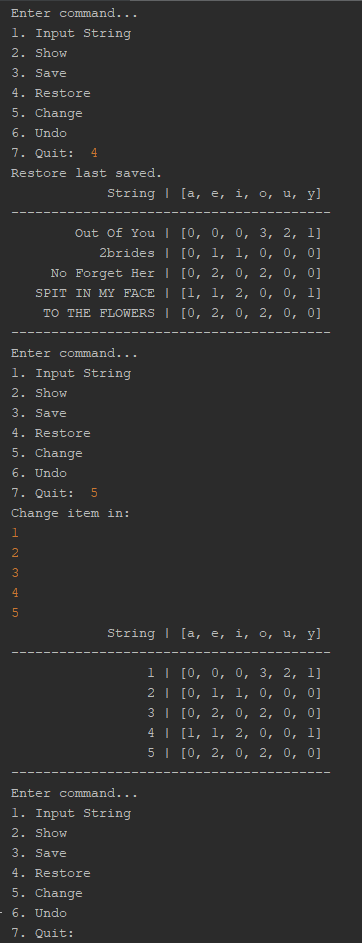 Enter command...
1. Input String
2. Show
3. Save
4. Restore
5. Change
6. Undo
7. Quit:  4
Restore last saved.
            String | [a, e, i, o, u, y]
----------------------------------------
        Out Of You | [0, 0, 0, 3, 2, 1]
           2brides | [0, 1, 1, 0, 0, 0]
     No Forget Her | [0, 2, 0, 2, 0, 0]
   SPIT IN MY FACE | [1, 1, 2, 0, 0, 1]
    TO THE FLOWERS | [0, 2, 0, 2, 0, 0]
----------------------------------------
Enter command...
1. Input String
2. Show
3. Save
4. Restore
5. Change
6. Undo
7. Quit:  5
Change item in:
1
2
3
4
5
            String | [a, e, i, o, u, y]
----------------------------------------
                 1 | [0, 0, 0, 3, 2, 1]
                 2 | [0, 1, 1, 0, 0, 0]
                 3 | [0, 2, 0, 2, 0, 0]
                 4 | [1, 1, 2, 0, 0, 1]
                 5 | [0, 2, 0, 2, 0, 0]
----------------------------------------
Enter command...
1. Input String
2. Show
3. Save
4. Restore
5. Change
6. Undo
7. Quit: